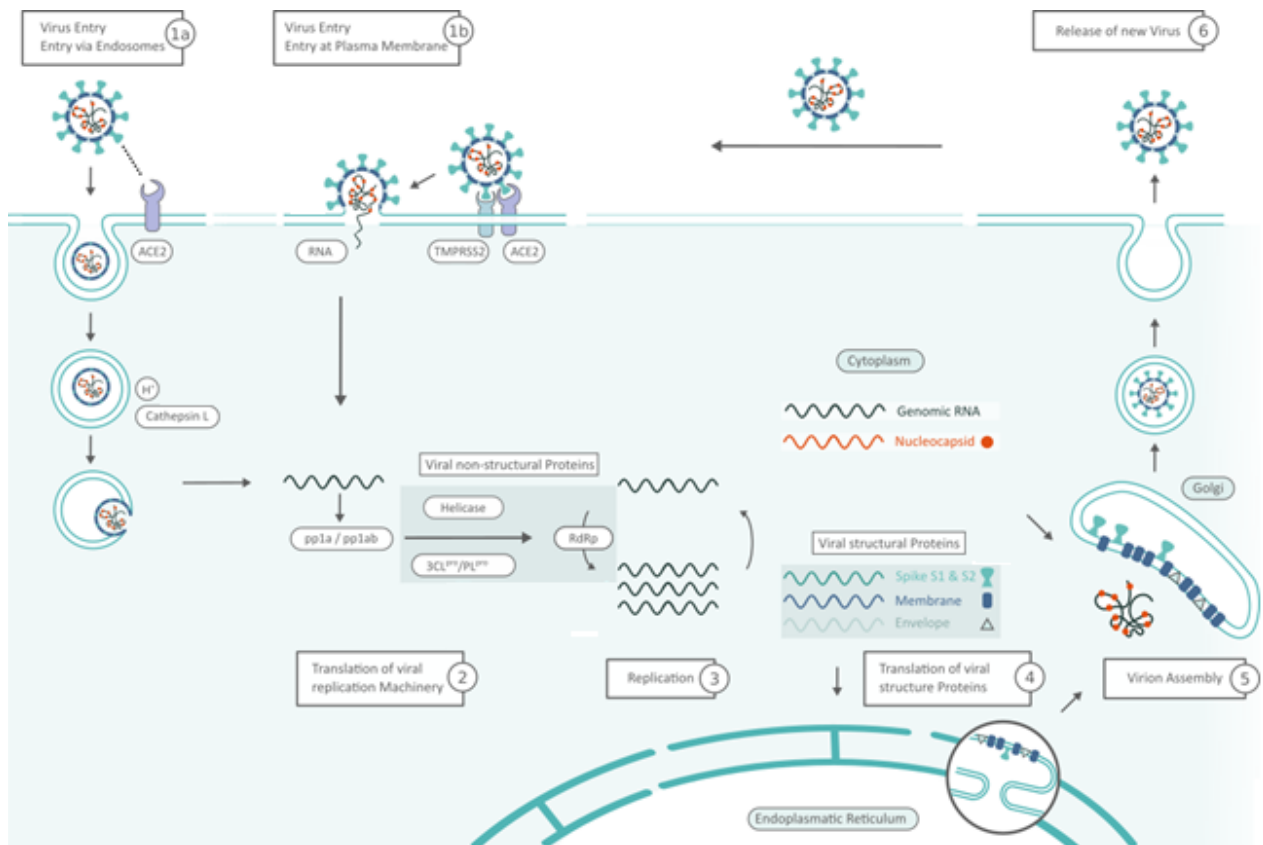 Virus Entry
Entry via Endosomes
1a
Virus Entry
Entry at Plasma Membrane
1b
Release of new Virus
6
ACE2
RNA
TMPRSS2
ACE2
H⁺
Cathepsin L
Cytoplasm
Genomic RNA
Nucleocapsid
Viral non-structural Proteins
Helicase
pp1a / pp1ab
RdRp
3CLᵖʳᵒ/PLᵖʳᵒ
Golgi
Viral structural Proteins
Spike S1 & S2
Membrane
Envelope
Translation of viral
replication Machinery
2
Replication
3
Translation of viral
structure Proteins
4
Virion Assembly
5
Endoplasmatic Reticulum